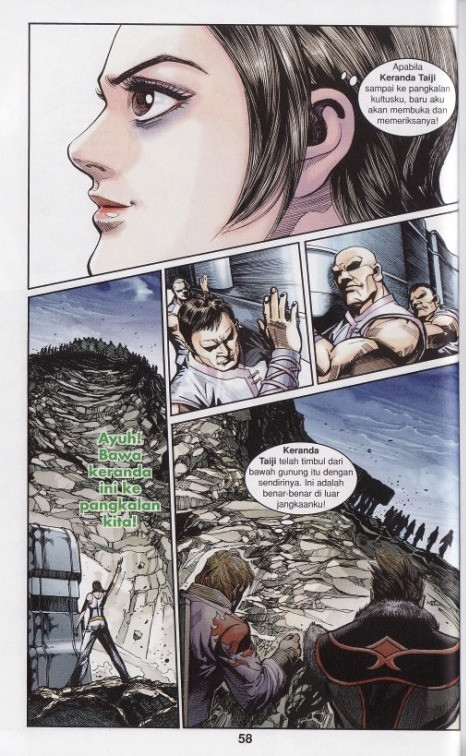 Apabila
Keranda Taiji
sampai ke pangkalan
kultusku, baru aku
akan membuka dan
memeriksanya!
Ayuh!
Bawa
keranda
ini ke
pangkalan
kita!
Keranda
Taiji telah timbul dari
bawah gunung itu dengan
sendirinya. Ini adalah
benar-benar di luar
jangkaanku!
58